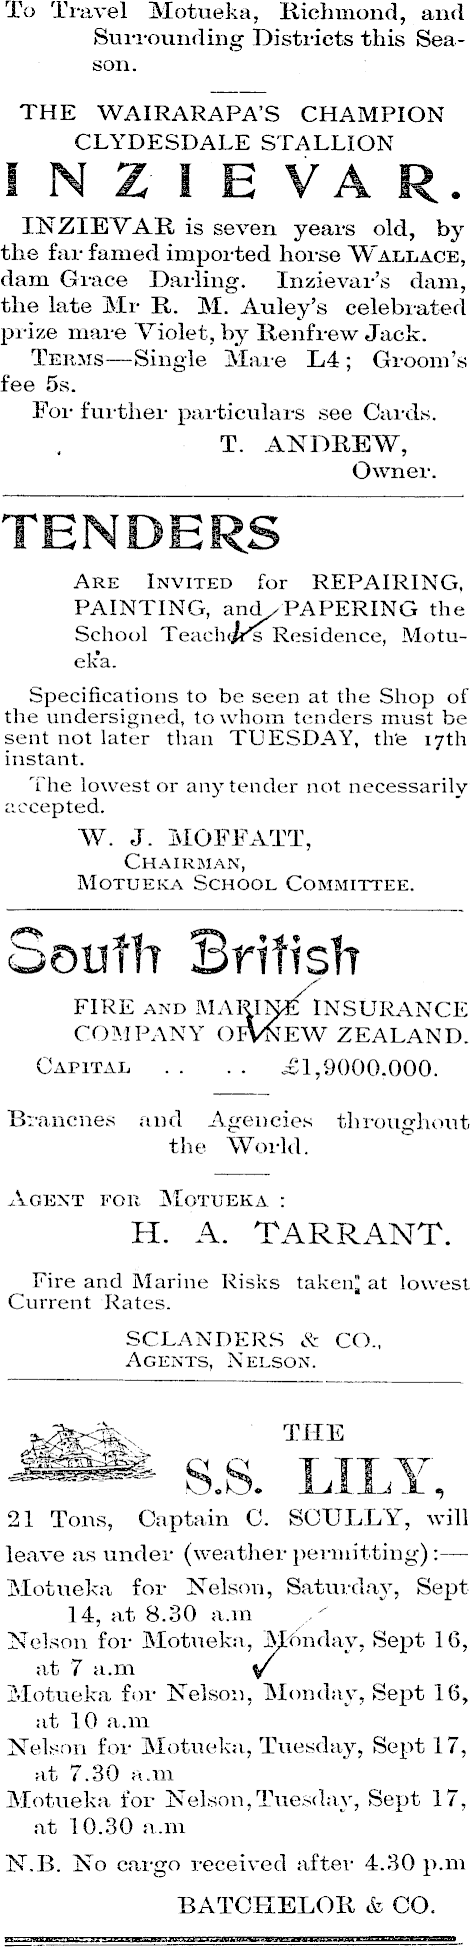 To Travel Motueka, Richmond, and
Surrounding Districts this Sea-
son.
THE WAIRARAPA'S CHAMPION
CLYDESDALE STALLION
INZIEVAR.
INZIEVAR is seven years old, by
the far famed imported horse WALLACE,
dam Grace Darling. Inzievar's dam,
the late Mr R. M. Auley's celebrated
prize mare Violet, by Renfrew Jack.
TERMS—Single Mare L4; Groom's
fee 5s.
For further particulars see Cards.
T. ANDREW,
Owner.
TENDERS
ARE INVITED for REPAIRING,
PAINTING, and PAPERING the
School Teacher's Residence, Motu-
eka.
Specifications to be seen at the Shop of
the undersigned, to whom tenders must be
sent not later than TUESDAY, the 17th
instant.
The lowest or any tender not necessarily
accepted.
W. J. MOFFATT,
CHAIRMAN,
MOTUEKA SCHOOL COMMITTEE.
South British
FIRE AND MARINE INSURANCE
COMPANY OF NEW ZEALAND.
CAPITAL .. .. £1,9000.000.
Brancnes and Agencies throughout
the World.
AGENT FOR MOTUEKA :
H. A. TARRANT.
Fire and Marine Risks taken; at lowest
Current Rates.
SCLANDERS & CO.,
AGENTS, NELSON.
THE
S.S. LILY,
21 Tons, Captain C. SCULLY, will
leave as under (weather permitting):—
Motueka for Nelson, Saturday, Sept
14, at 8.30 a.m
Nelson for Motueka, Monday, Sept 16,
at 7 a.m
Motueka for Nelson, Monday, Sept 16,
at 10 a.m
Nelson for Motueka, Tuesday, Sept 17,
at 7.30 a.m
Motueka for Nelson, Tuesday, Sept 17,
at 10.30 a.m
N.B. No cargo received after 4.30 p.m
BATCHELOR & CO.